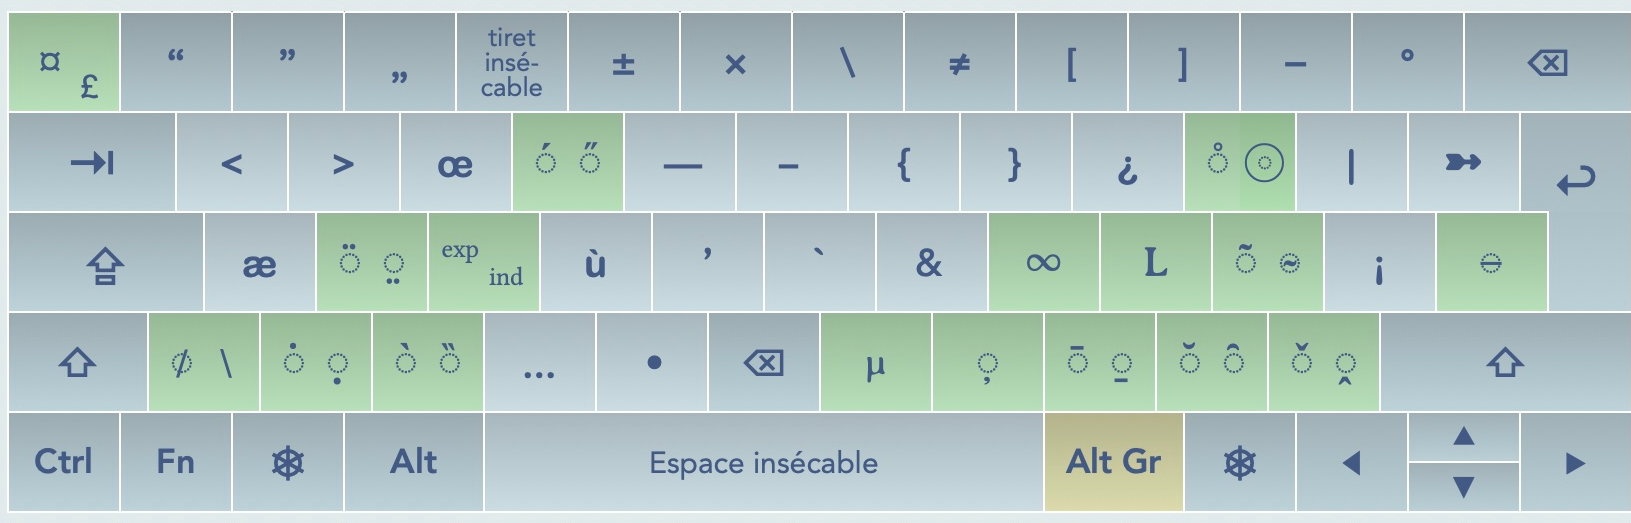 ¤ £ “ ” „ tiret insé- cable ± × \ ≠ [ ] – °
< > œ ◌́ ◌̋ — – { } ¿ ◌̊ ◌⃝ |
æ ◌̈ ◌̤ exp ind ù ’ ` & ∞ L ◌̃ ◌̴ ¡ ◌̵
◌̸ \ ◌̇ ◌̣ ◌̀ ◌̏ … • µ ◌̦ ◌̄ ◌̱ ◌̆ ◌̑ ◌̌ ◌̭
Ctrl Fn Alt Espace insécable Alt Gr